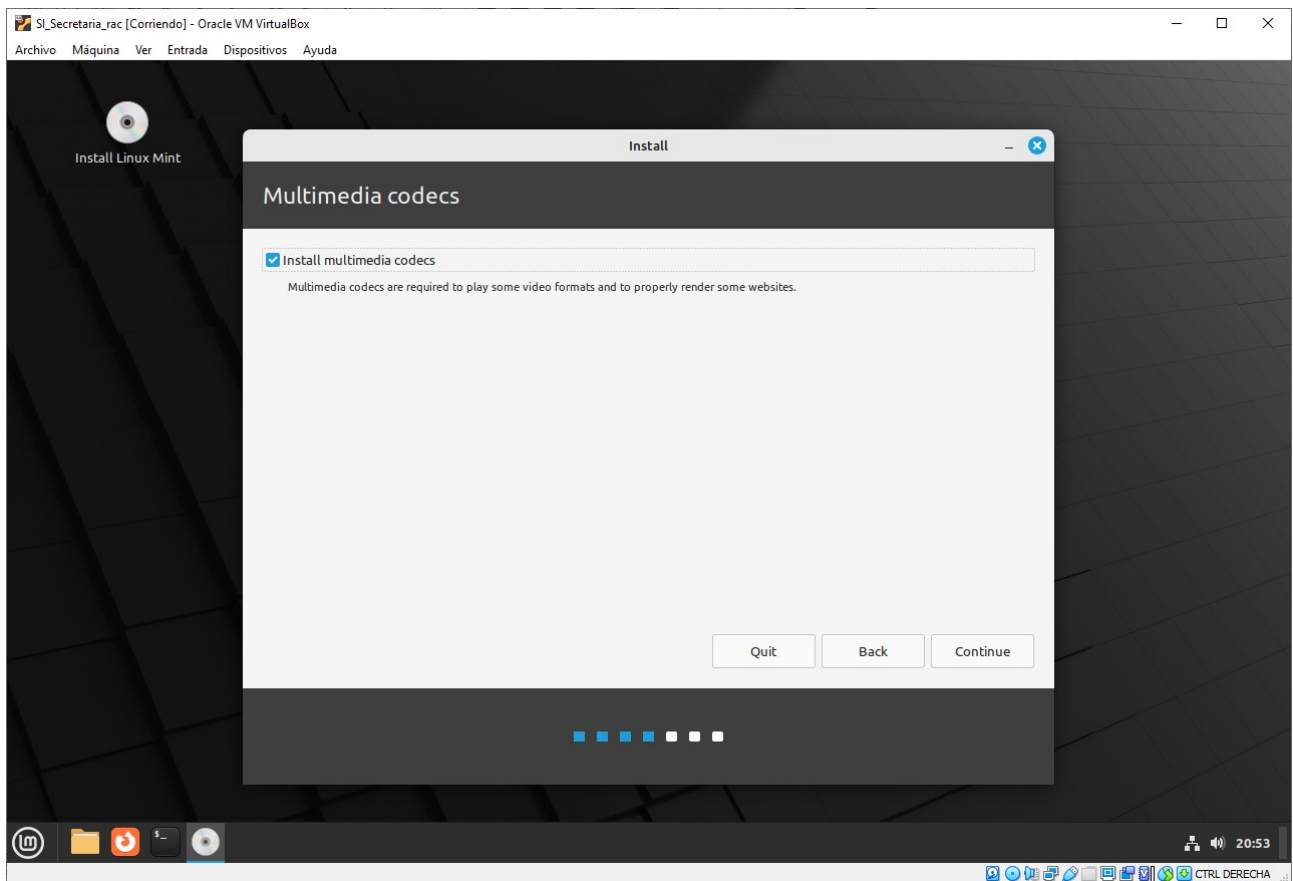 SI_Secretaria_rac [Corriendo] - Oracle VM VirtualBox
Archivo Máquina Ver Entrada Dispositivos Ayuda
Install Linux Mint
Install
Multimedia codecs
Install multimedia codecs
Multimedia codecs are required to play some video formats and to properly render some websites.
Quit Back Continue
$_
20:53
CTRL DERECHA